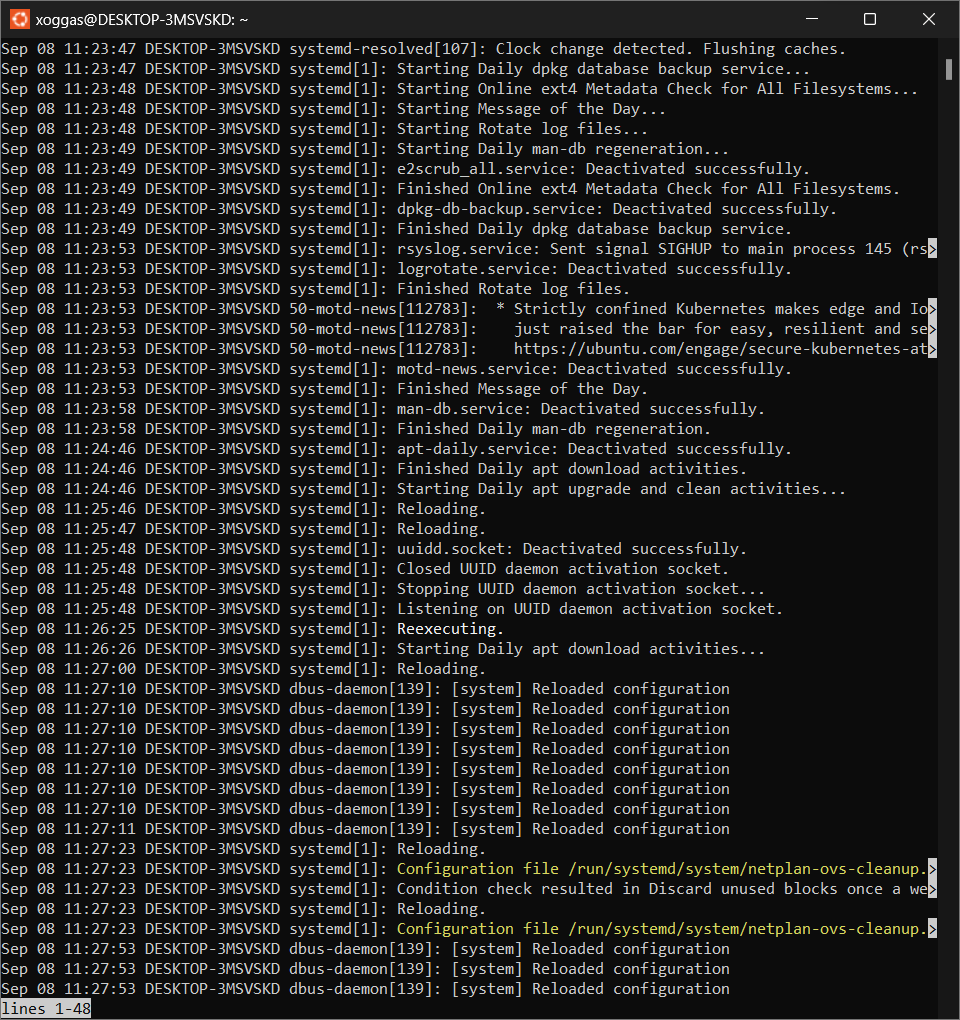 xoggas@DESKTOP-3MSVSKD: ~
Sep 08 11:23:47 DESKTOP-3MSVSKD systemd-resolved[107]: Clock change detected. Flushing caches.
Sep 08 11:23:47 DESKTOP-3MSVSKD systemd[1]: Starting Daily dpkg database backup service...
Sep 08 11:23:48 DESKTOP-3MSVSKD systemd[1]: Starting Online ext4 Metadata Check for All Filesystems...
Sep 08 11:23:48 DESKTOP-3MSVSKD systemd[1]: Starting Message of the Day...
Sep 08 11:23:48 DESKTOP-3MSVSKD systemd[1]: Starting Rotate log files...
Sep 08 11:23:49 DESKTOP-3MSVSKD systemd[1]: Starting Daily man-db regeneration...
Sep 08 11:23:49 DESKTOP-3MSVSKD systemd[1]: e2scrub_all.service: Deactivated successfully.
Sep 08 11:23:49 DESKTOP-3MSVSKD systemd[1]: Finished Online ext4 Metadata Check for All Filesystems.
Sep 08 11:23:49 DESKTOP-3MSVSKD systemd[1]: dpkg-db-backup.service: Deactivated successfully.
Sep 08 11:23:49 DESKTOP-3MSVSKD systemd[1]: Finished Daily dpkg database backup service.
Sep 08 11:23:53 DESKTOP-3MSVSKD systemd[1]: rsyslog.service: Sent signal SIGHUP to main process 145 (rs>
Sep 08 11:23:53 DESKTOP-3MSVSKD systemd[1]: logrotate.service: Deactivated successfully.
Sep 08 11:23:53 DESKTOP-3MSVSKD systemd[1]: Finished Rotate log files.
Sep 08 11:23:53 DESKTOP-3MSVSKD 50-motd-news[112783]:  * Strictly confined Kubernetes makes edge and Io>
Sep 08 11:23:53 DESKTOP-3MSVSKD 50-motd-news[112783]:    just raised the bar for easy, resilient and se>
Sep 08 11:23:53 DESKTOP-3MSVSKD 50-motd-news[112783]:    https://ubuntu.com/engage/secure-kubernetes-at>
Sep 08 11:23:53 DESKTOP-3MSVSKD systemd[1]: motd-news.service: Deactivated successfully.
Sep 08 11:23:53 DESKTOP-3MSVSKD systemd[1]: Finished Message of the Day.
Sep 08 11:23:58 DESKTOP-3MSVSKD systemd[1]: man-db.service: Deactivated successfully.
Sep 08 11:23:58 DESKTOP-3MSVSKD systemd[1]: Finished Daily man-db regeneration.
Sep 08 11:24:46 DESKTOP-3MSVSKD systemd[1]: apt-daily.service: Deactivated successfully.
Sep 08 11:24:46 DESKTOP-3MSVSKD systemd[1]: Finished Daily apt download activities.
Sep 08 11:24:46 DESKTOP-3MSVSKD systemd[1]: Starting Daily apt upgrade and clean activities...
Sep 08 11:25:46 DESKTOP-3MSVSKD systemd[1]: Reloading.
Sep 08 11:25:47 DESKTOP-3MSVSKD systemd[1]: Reloading.
Sep 08 11:25:48 DESKTOP-3MSVSKD systemd[1]: uuidd.socket: Deactivated successfully.
Sep 08 11:25:48 DESKTOP-3MSVSKD systemd[1]: Closed UUID daemon activation socket.
Sep 08 11:25:48 DESKTOP-3MSVSKD systemd[1]: Stopping UUID daemon activation socket...
Sep 08 11:25:48 DESKTOP-3MSVSKD systemd[1]: Listening on UUID daemon activation socket.
Sep 08 11:26:25 DESKTOP-3MSVSKD systemd[1]: Reexecuting.
Sep 08 11:26:26 DESKTOP-3MSVSKD systemd[1]: Starting Daily apt download activities...
Sep 08 11:27:00 DESKTOP-3MSVSKD systemd[1]: Reloading.
Sep 08 11:27:10 DESKTOP-3MSVSKD dbus-daemon[139]: [system] Reloaded configuration
Sep 08 11:27:10 DESKTOP-3MSVSKD dbus-daemon[139]: [system] Reloaded configuration
Sep 08 11:27:10 DESKTOP-3MSVSKD dbus-daemon[139]: [system] Reloaded configuration
Sep 08 11:27:10 DESKTOP-3MSVSKD dbus-daemon[139]: [system] Reloaded configuration
Sep 08 11:27:10 DESKTOP-3MSVSKD dbus-daemon[139]: [system] Reloaded configuration
Sep 08 11:27:10 DESKTOP-3MSVSKD dbus-daemon[139]: [system] Reloaded configuration
Sep 08 11:27:10 DESKTOP-3MSVSKD dbus-daemon[139]: [system] Reloaded configuration
Sep 08 11:27:11 DESKTOP-3MSVSKD dbus-daemon[139]: [system] Reloaded configuration
Sep 08 11:27:23 DESKTOP-3MSVSKD systemd[1]: Reloading.
Sep 08 11:27:23 DESKTOP-3MSVSKD systemd[1]: Configuration file /run/systemd/system/netplan-ovs-cleanup.>
Sep 08 11:27:23 DESKTOP-3MSVSKD systemd[1]: Condition check resulted in Discard unused blocks once a we>
Sep 08 11:27:23 DESKTOP-3MSVSKD systemd[1]: Reloading.
Sep 08 11:27:23 DESKTOP-3MSVSKD systemd[1]: Configuration file /run/systemd/system/netplan-ovs-cleanup.>
Sep 08 11:27:53 DESKTOP-3MSVSKD dbus-daemon[139]: [system] Reloaded configuration
Sep 08 11:27:53 DESKTOP-3MSVSKD dbus-daemon[139]: [system] Reloaded configuration
Sep 08 11:27:53 DESKTOP-3MSVSKD dbus-daemon[139]: [system] Reloaded configuration
lines 1-48